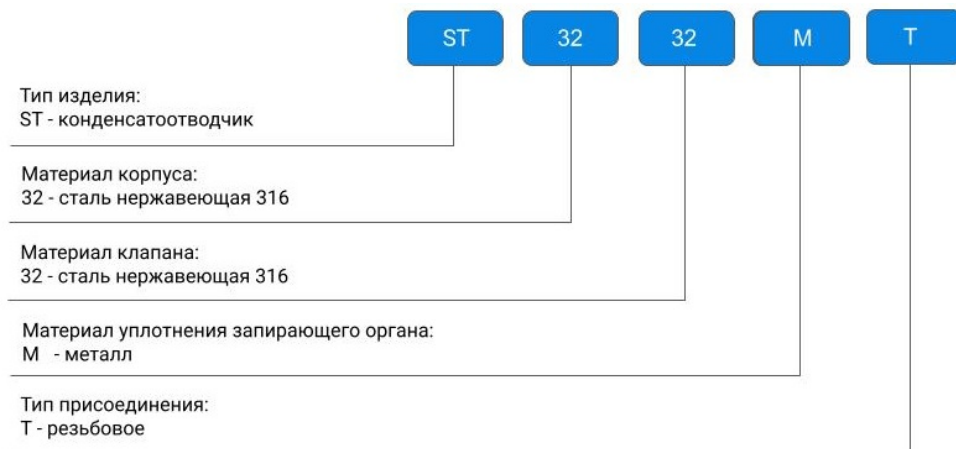 ST 32 32 M T
Тип изделия:
ST - конденсатоотводчик
Материал корпуса:
32 - сталь нержавеющая 316
Материал клапана:
32 - сталь нержавеющая 316
Материал уплотнения запирающего органа:
М - металл
Тип присоединения:
Т - резьбовое